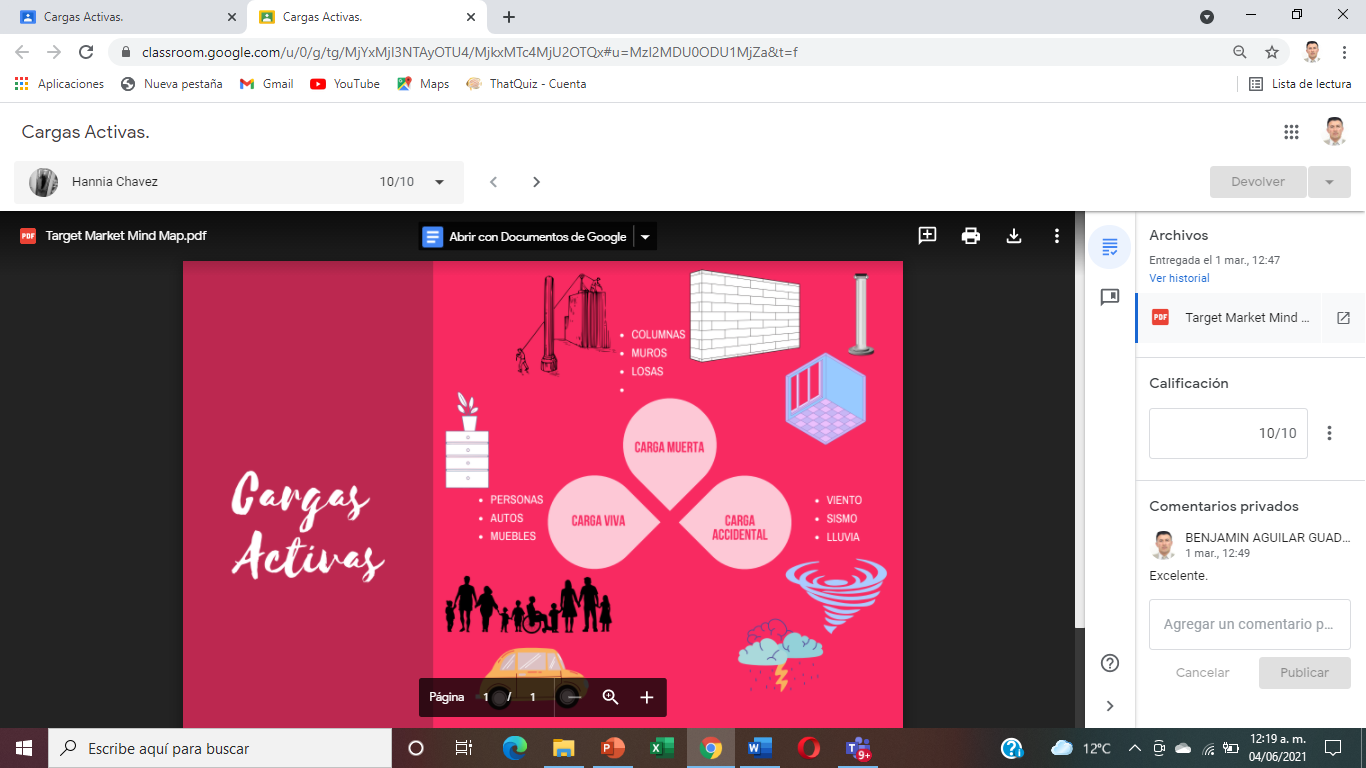 Cargas Activas.
Cargas Activas.
classroom.google.com/u/0/g/tg/MjYxMjI3NTAyOTU4/MjkxMTc4MjU2OTQx#u=MzI2MDU0ODU1MjZa&t=f
Aplicaciones
Nueva pestaña
Gmail
YouTube
Maps
ThatQuiz - Cuenta
Lista de lectura
Cargas Activas.
Hannia Chavez 10/10
Devolver
PDF Target Market Mind Map.pdf
Abrir con Documentos de Google
Cargas
Activas
• COLUMNAS
• MUROS
• LOSAS
•
CARGA MUERTA
• PERSONAS
• AUTOS
• MUEBLES
CARGA VIVA
CARGA
ACCIDENTAL
• VIENTO
• SISMO
• LLUVIA
Página 1 / 1
Archivos
Entregada el 1 mar., 12:47
Ver historial
PDF Target Market Mind ...
Calificación
10/10
Comentarios privados
BENJAMIN AGUILAR GUAD...
1 mar., 12:49
Excelente.
Agregar un comentario p...
Cancelar
Publicar
Escribe aquí para buscar
9+
12°C
12:19 a. m.
04/06/2021